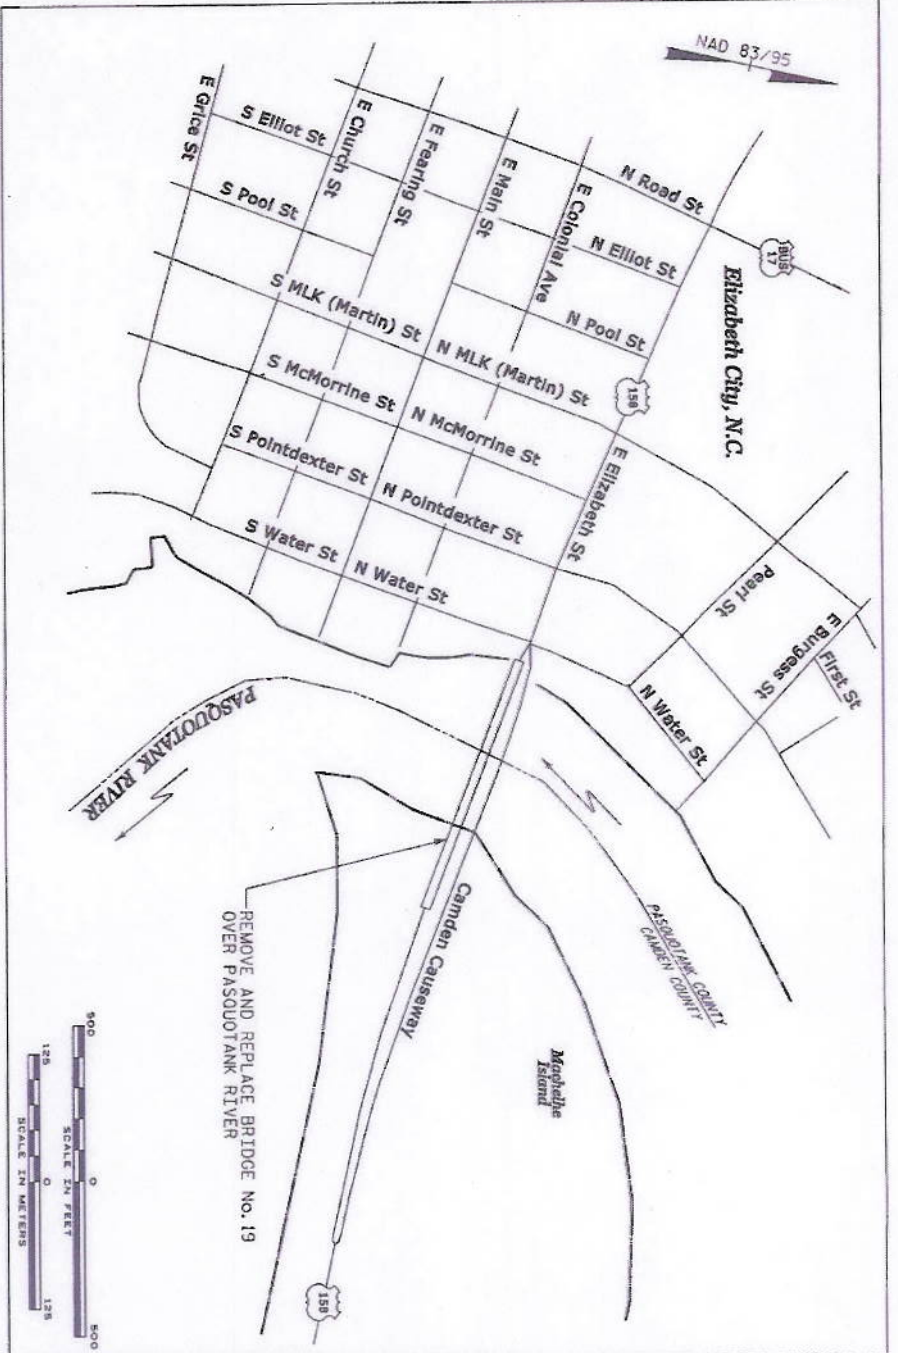 NAD 83/95
BUS
17
Elizabeth City, N.C.
158
N Road St
N Elliot St
N Pool St
N MLK (Martin) St
N McMorrine St
N Pointdexter St
N Water St
S Elliot St
S Pool St
S MLK (Martin) St
S McMorrine St
S Pointdexter St
S Water St
E Grice St
E Church St
E Fearing St
E Main St
E Colonial Ave
E Elizabeth St
Pearl St
E Burgess St
First St
N Water St
PASQUOTANK RIVER
PASQUOTANK COUNTY
CAMDEN COUNTY
Camden Causeway
Machelhe
Island
REMOVE AND REPLACE BRIDGE No. 19
OVER PASQUOTANK RIVER
158
500 0 500
SCALE IN FEET
125 0 125
SCALE IN METERS